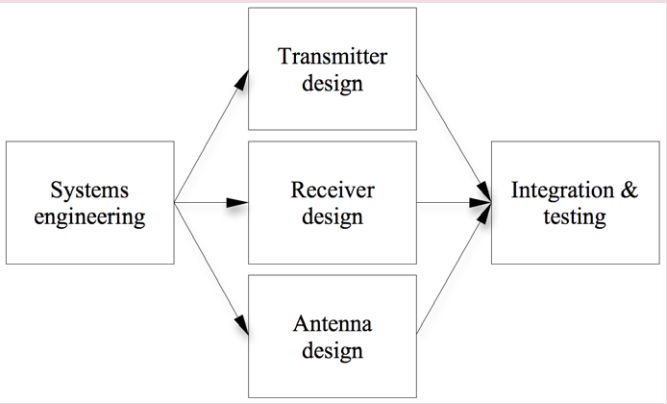 Transmitter
design
Systems
engineering
Receiver
design
Integration &
testing
Antenna
design